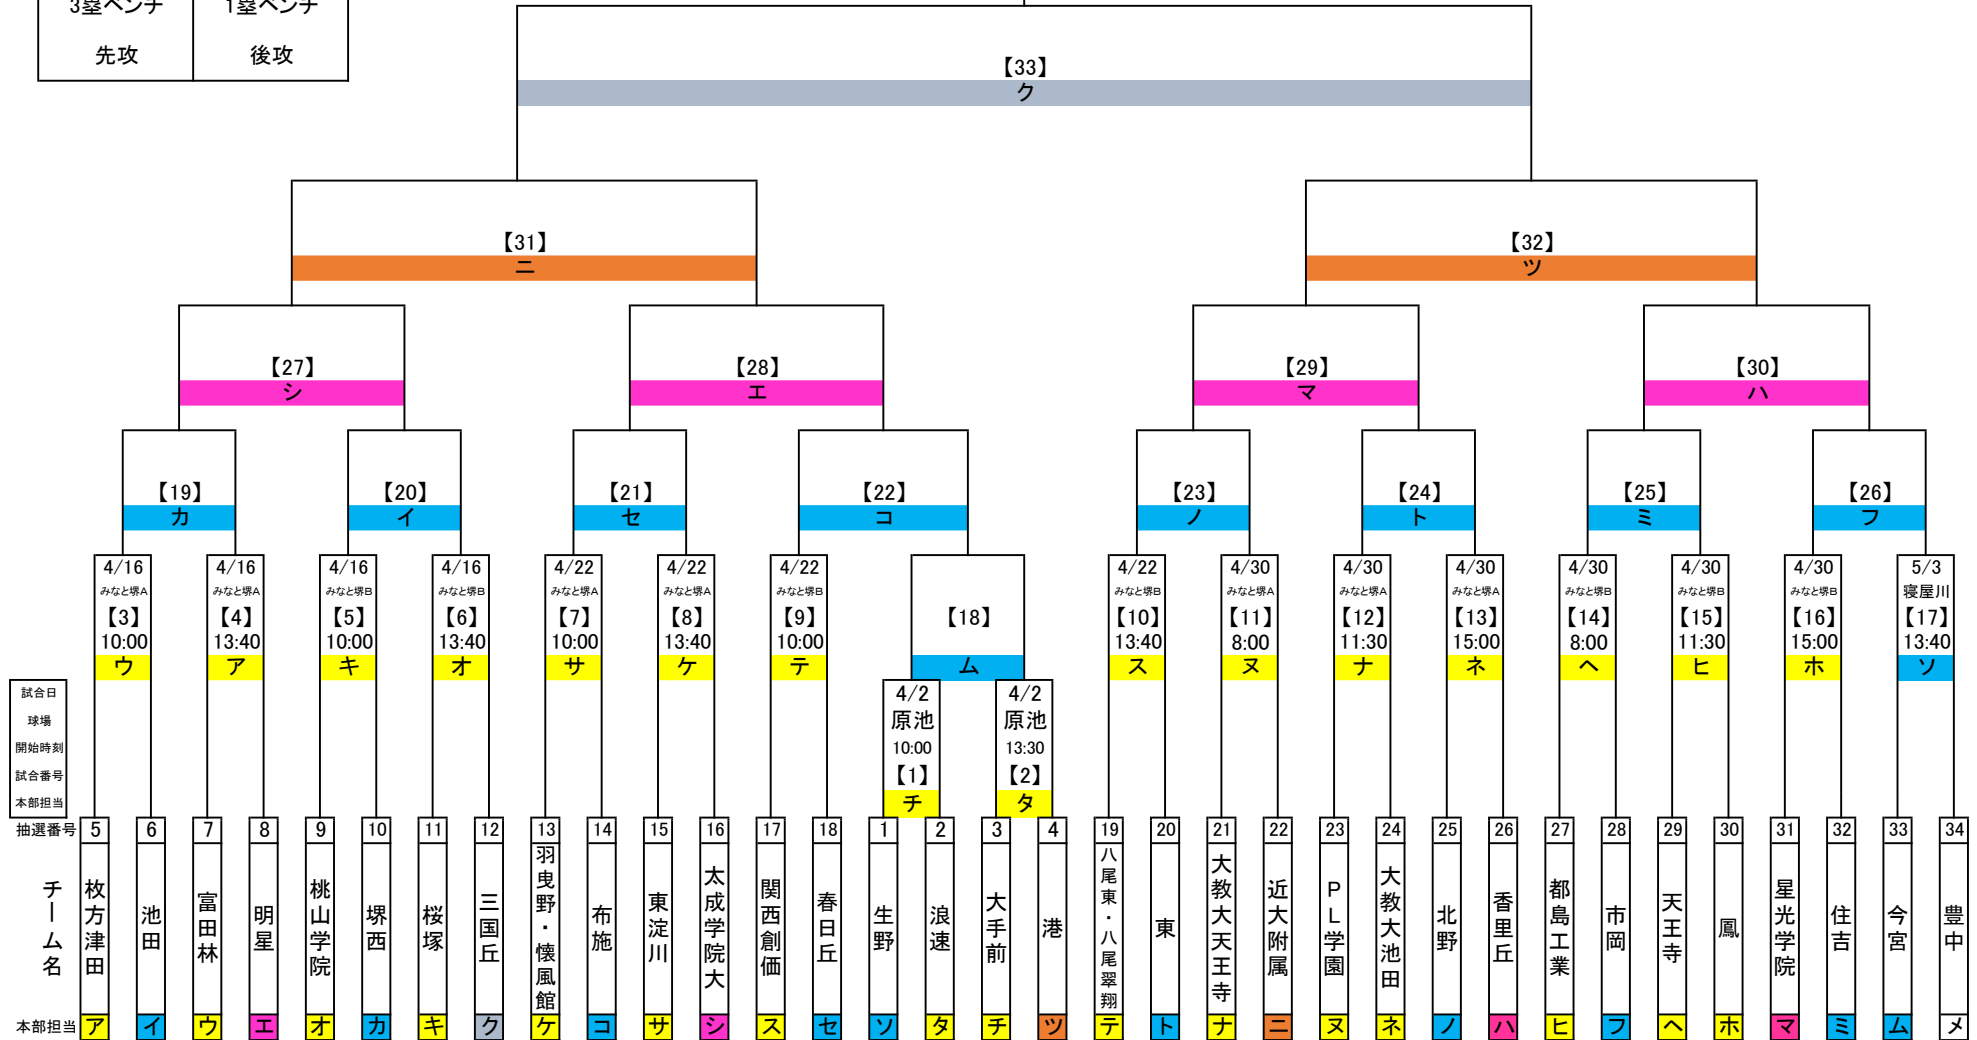 3塁ベンチ 1塁ベンチ
先攻 後攻
【33】
ク
【31】 【32】
ニ ツ
【27】 【28】 【29】 【30】
シ エ マ ハ
【19】 【20】 【21】 【22】 【23】 【24】 【25】 【26】
カ イ セ コ ノ ト ミ フ
4/16 4/16 4/16 4/16 4/22 4/22 4/22 4/22 4/30 4/30 4/30 4/30 4/30 4/30 5/3
みなと堺A みなと堺A みなと堺B みなと堺B みなと堺A みなと堺A みなと堺B みなと堺B みなと堺A みなと堺A みなと堺A みなと堺B みなと堺B みなと堺B 寝屋川
【3】 【4】 【5】 【6】 【7】 【8】 【9】 【18】 【10】 【11】 【12】 【13】 【14】 【15】 【16】 【17】
10:00 13:40 10:00 13:40 10:00 13:40 10:00 13:40 8:00 11:30 15:00 8:00 11:30 15:00 13:40
ウ ア キ オ サ ケ テ ム ス ヌ ナ ネ ヘ ヒ ホ ソ
試合日 4/2 4/2
球場 原池 原池
開始時刻 10:00 13:30
試合番号 【1】 【2】
本部担当 チ タ
抽選番号 5 6 7 8 9 10 11 12 13 14 15 16 17 18 1 2 3 4 19 20 21 22 23 24 25 26 27 28 29 30 31 32 33 34
チーム名 枚方津田 池田 富田林 明星 桃山学院 堺西 桜塚 三国丘 羽曳野・懐風館 布施 東淀川 太成学院大 関西創価 春日丘 生野 浪速 大手前 港 八尾東・八尾翠翔 東 大教大天王寺 近大附属 PL学園 大教大池田 北野 香里丘 都島工業 市岡 天王寺 鳳 星光学院 住吉 今宮 豊中
本部担当 ア イ ウ エ オ カ キ ク ケ コ サ シ ス セ ソ タ チ ツ テ ト ナ ニ ヌ ネ ノ ハ ヒ フ ヘ ホ マ ミ ム メ